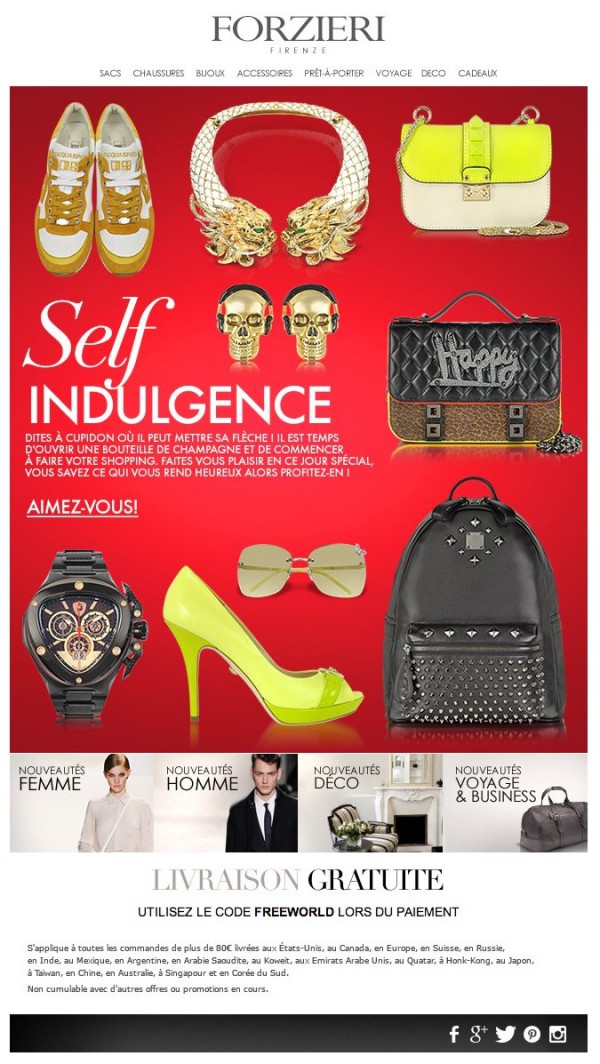 FORZIERI
FIRENZE
SACS CHAUSSURES BIJOUX ACCESSOIRES PRÊT-À-PORTER VOYAGE DECO CADEAUX
Self
INDULGENCE
DITES À CUPIDON OÙ IL PEUT METTRE SA FLÈCHE ! IL EST TEMPS
D'OUVRIR UNE BOUTEILLE DE CHAMPAGNE ET DE COMMENCER
À FAIRE VOTRE SHOPPING. FAITES VOUS PLAISIR EN CE JOUR SPÉCIAL,
VOUS SAVEZ CE QUI VOUS REND HEUREUX ALORS PROFITEZ-EN !
AIMEZ-VOUS!
Happy
NOUVEAUTÉS
FEMME
NOUVEAUTÉS
HOMME
NOUVEAUTÉS
DÉCO
NOUVEAUTÉS
VOYAGE
& BUSINESS
LIVRAISON GRATUITE
UTILISEZ LE CODE FREEWORLD LORS DU PAIEMENT
S'applique à toutes les commandes de plus de 80€ livrées aux États-Unis, au Canada, en Europe, en Suisse, en Russie,
en Inde, au Mexique, en Argentine, en Arabie Saoudite, au Koweit, aux Emirats Arabe Unis, au Quatar, à Honk-Kong, au Japon,
à Taiwan, en Chine, en Australie, à Singapour et en Corée du Sud.
Non cumulable avec d'autres offres ou promotions en cours.